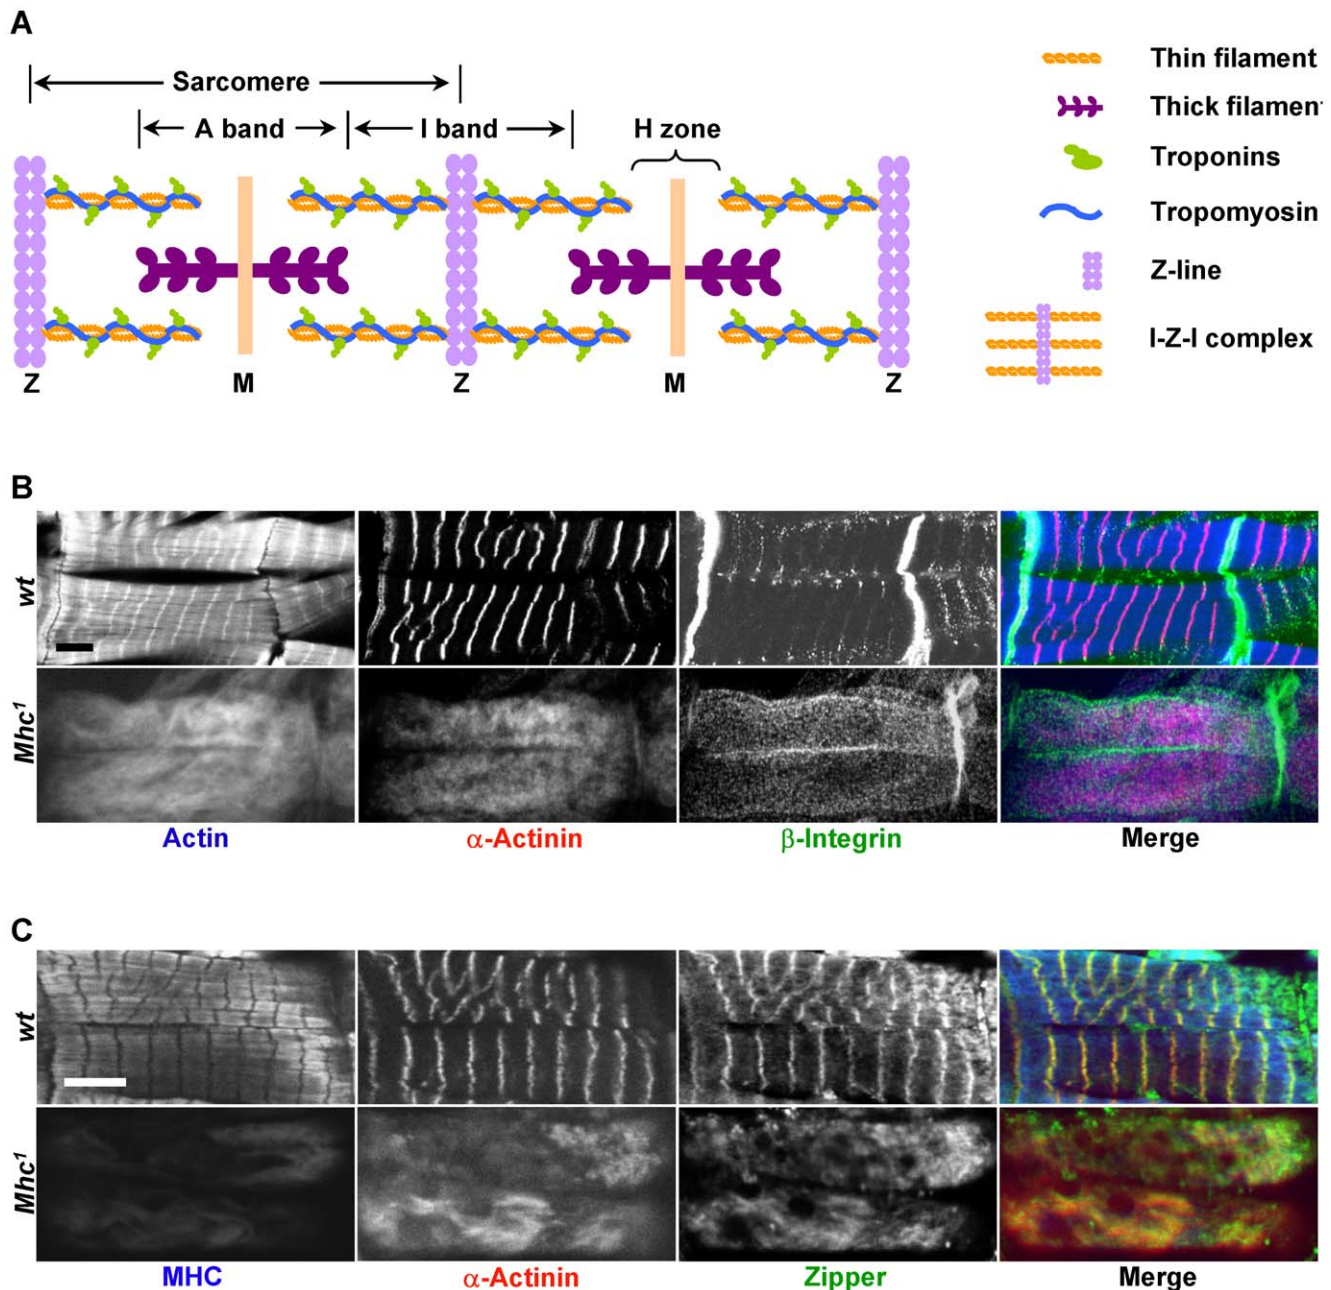 A
Sarcomere
A band
I band
H zone
Z
M
Z
M
Z
Thin filament
Thick filamen
Troponins
Tropomyosin
Z-line
I-Z-I complex
B
wt
Mhc¹
Actin
α-Actinin
β-Integrin
Merge
C
wt
Mhc¹
MHC
α-Actinin
Zipper
Merge